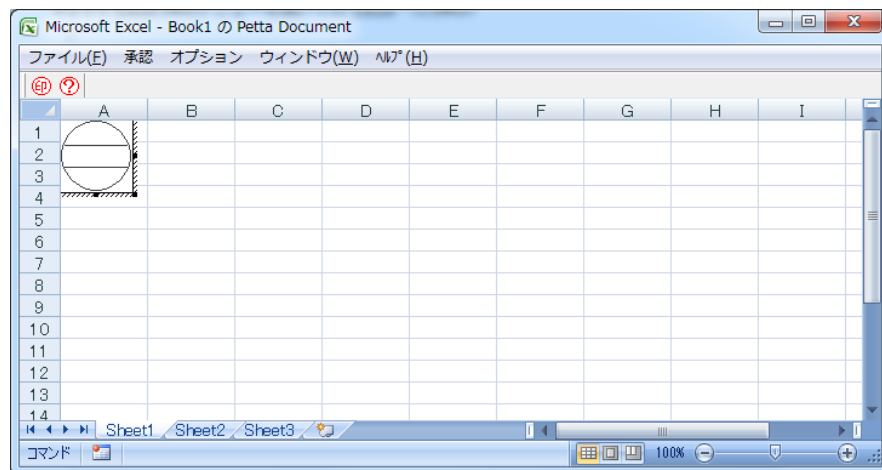 Microsoft Excel - Book1 の Petta Document
ファイル(F) 承認 オプション ウィンドウ(W) ﾍﾙﾌﾟ(H)
印 ?
A B C D E F G H I
1
2
3
4
5
6
7
8
9
10
11
12
13
14
Sheet1 Sheet2 Sheet3
コマンド 100%